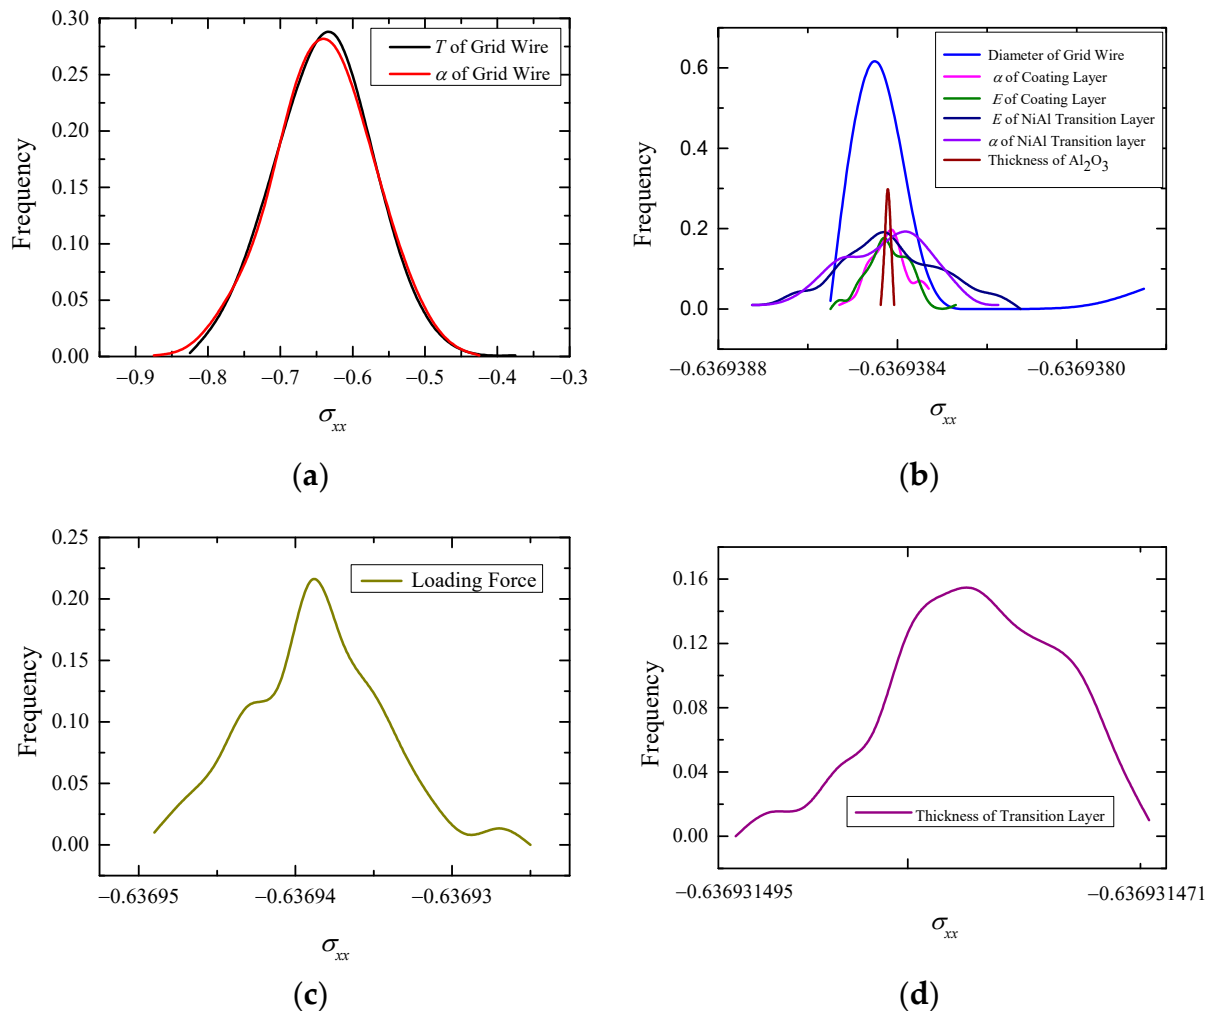 0.30
0.25
0.20
0.15
0.10
0.05
0.00
Frequency
T of Grid Wire
α of Grid Wire
−0.9 −0.8 −0.7 −0.6 −0.5 −0.4 −0.3
σxx
(a)
0.6
0.4
0.2
0.0
Frequency
Diameter of Grid Wire
α of Coating Layer
E of Coating Layer
E of NiAl Transition Layer
α of NiAl Transition layer
Thickness of Al2O3
−0.6369388 −0.6369384 −0.6369380
σxx
(b)
0.25
0.20
0.15
0.10
0.05
0.00
Frequency
Loading Force
−0.63695 −0.63694 −0.63693
σxx
(c)
0.16
0.12
0.08
0.04
0.00
Frequency
Thickness of Transition Layer
−0.636931495 −0.636931471
σxx
(d)